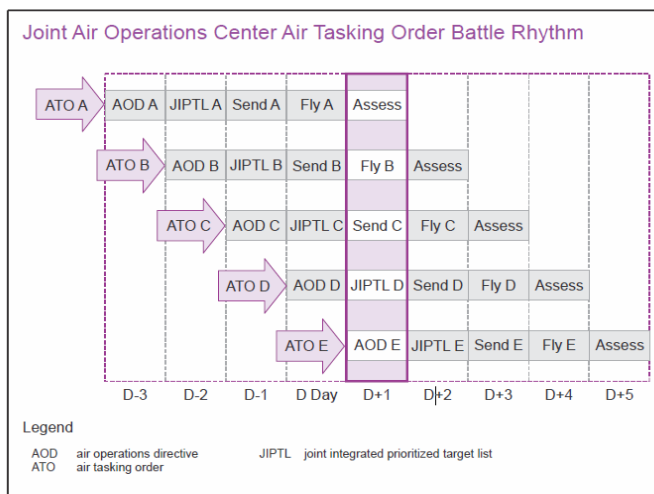 Joint Air Operations Center Air Tasking Order Battle Rhythm
ATO A AOD A JIPTL A Send A Fly A Assess
ATO B AOD B JIPTL B Send B Fly B Assess
ATO C AOD C JIPTL C Send C Fly C Assess
ATO D AOD D JIPTL D Send D Fly D Assess
ATO E AOD E JIPTL E Send E Fly E Assess
D-3 D-2 D-1 D Day D+1 D+2 D+3 D+4 D+5
Legend
AOD air operations directive JIPTL joint integrated prioritized target list
ATO air tasking order